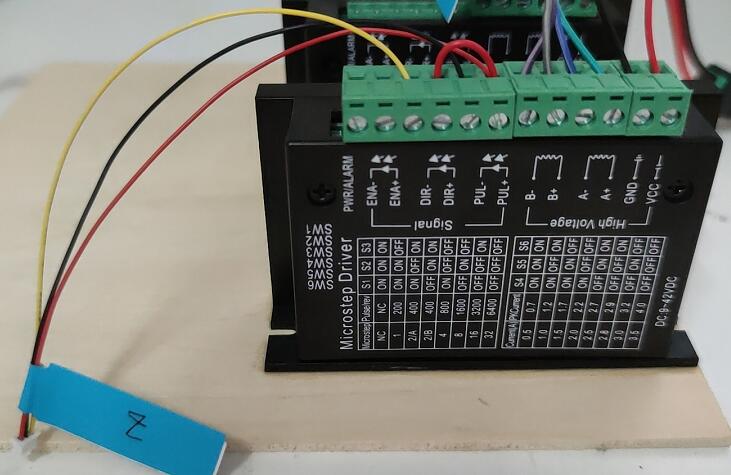 PWR/ALARM
ENA-
ENA+
DIR-
DIR+
PUL-
PUL+
Signal
B-
B+
A-
A+
GND
VCC
High Voltage
SW1
SW2
SW3
SW4
SW5
SW6
Microstep Driver
Microstep Pulse/rev S1 S2 S3
NC NC ON ON ON
1 200 ON ON OFF
2/A 400 ON OFF ON
2/B 400 OFF ON ON
4 800 ON OFF OFF
8 1600 OFF ON OFF
16 3200 OFF OFF ON
32 6400 OFF OFF OFF
Current(A) PK Current S4 S5 S6
0.5 0.7 ON ON ON
1.0 1.2 ON OFF ON
1.5 1.7 ON ON OFF
2.0 2.2 ON OFF OFF
2.5 2.7 OFF ON ON
2.8 2.9 OFF OFF ON
3.0 3.2 OFF ON OFF
3.5 4.0 OFF OFF OFF
DC:9-42VDC
Z